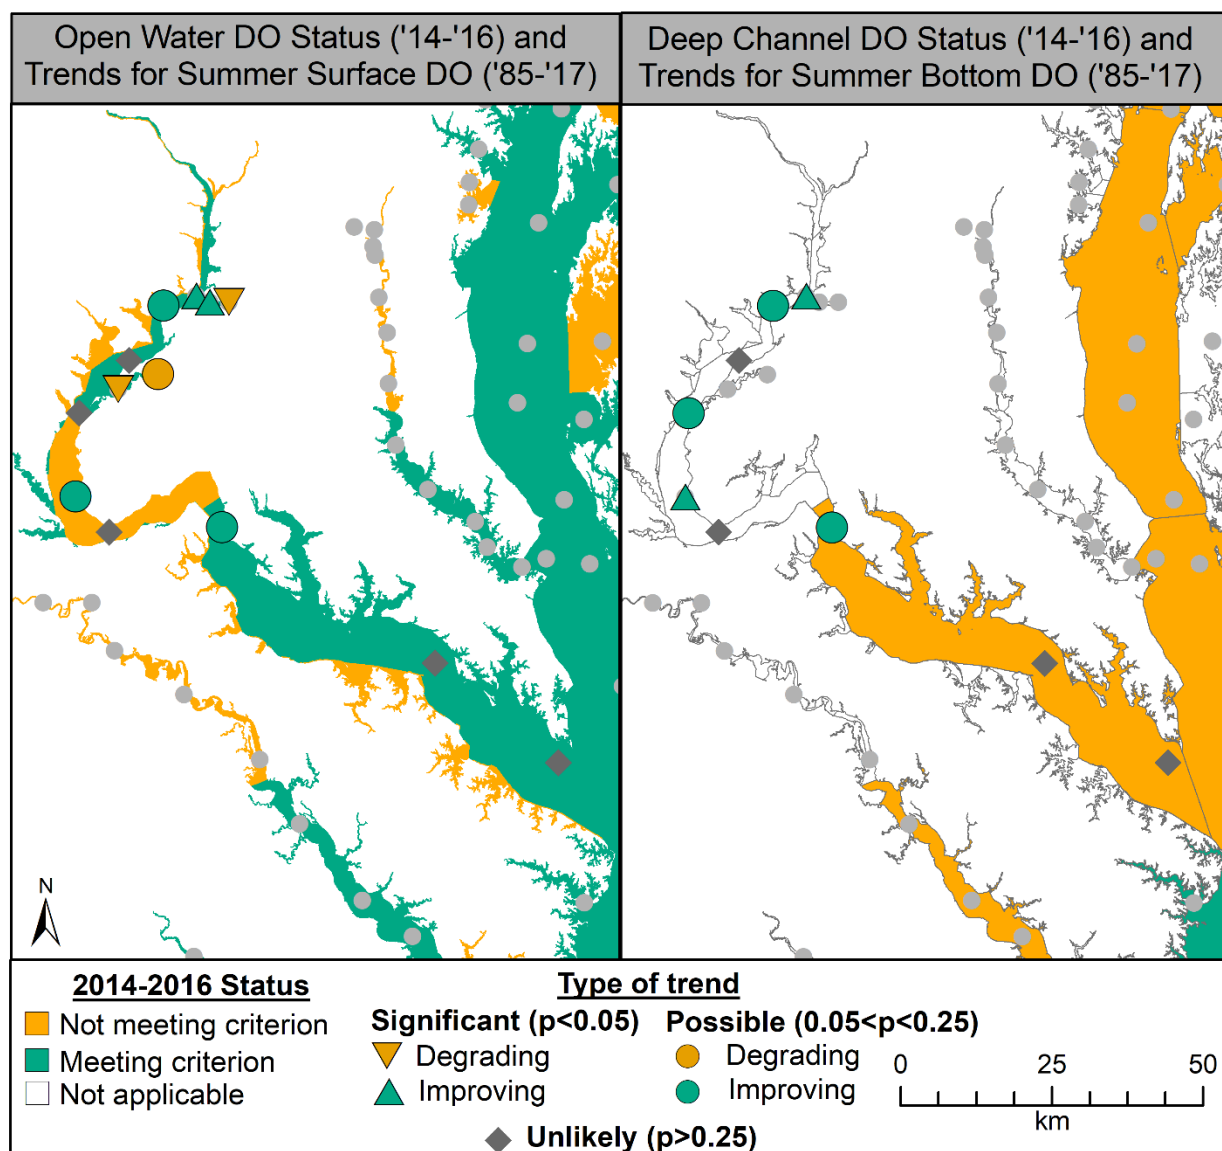 Open Water DO Status ('14-'16) and
Trends for Summer Surface DO ('85-'17)
Deep Channel DO Status ('14-'16) and
Trends for Summer Bottom DO ('85-'17)
N
2014-2016 Status
Not meeting criterion
Meeting criterion
Not applicable
Type of trend
Significant (p<0.05)
Degrading
Improving
Possible (0.05<p<0.25)
Degrading
Improving
Unlikely (p>0.25)
0 25 50
km